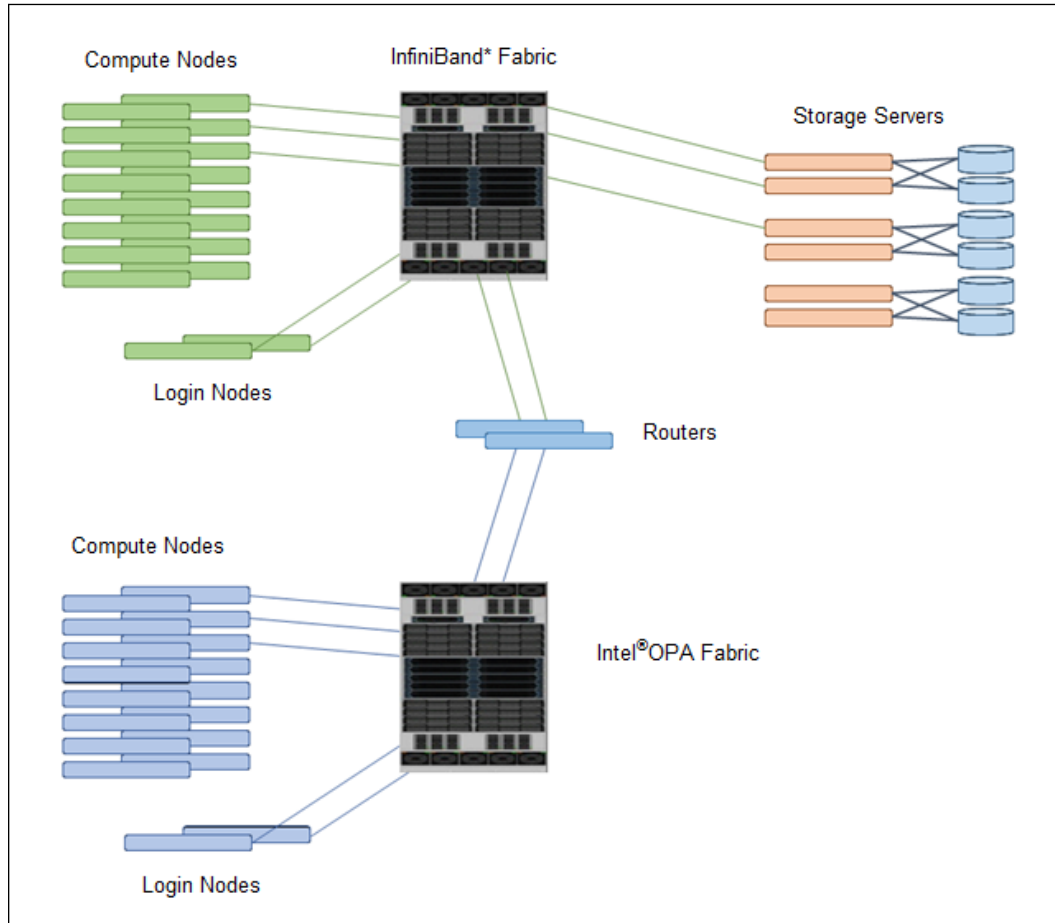 Compute Nodes
InfiniBand* Fabric
Storage Servers
Login Nodes
Routers
Compute Nodes
Intel®OPA Fabric
Login Nodes